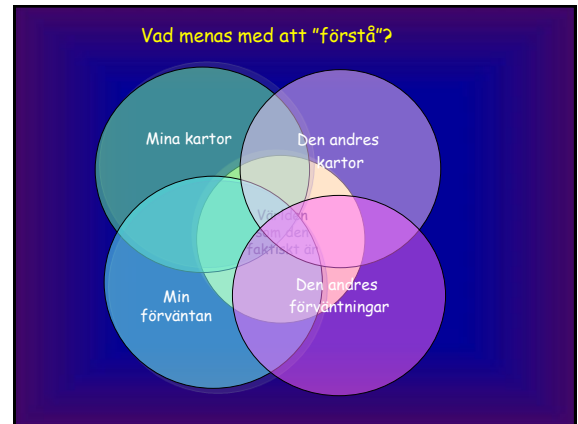 Vad menas med att ”förstå”?
Mina kartor
Den andres
kartor
Världen
som den
faktiskt är
Min
förväntan
Den andres
förväntningar